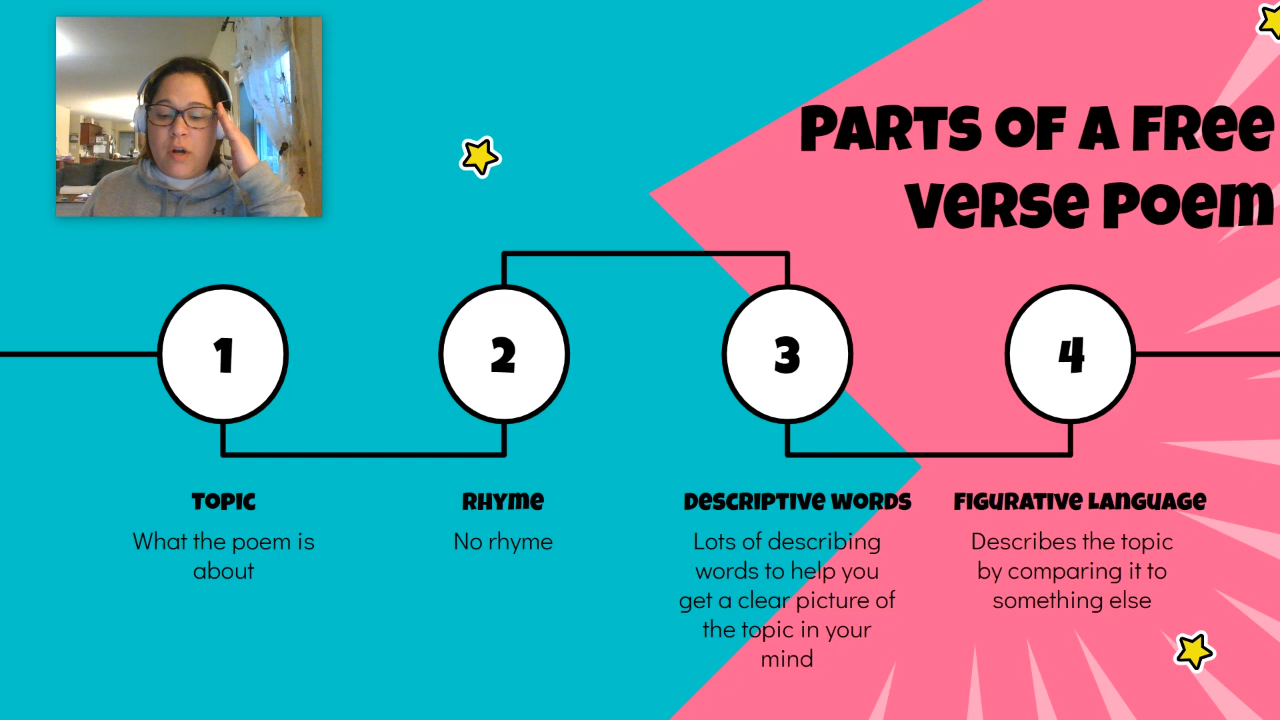 PARTS OF A FREE
VERSE POEM
1
2
3
4
TOPIC
What the poem is
about
RHYME
No rhyme
DESCRIPTIVE WORDS
Lots of describing
words to help you
get a clear picture of
the topic in your
mind
FIGURATIVE LANGUAGE
Describes the topic
by comparing it to
something else